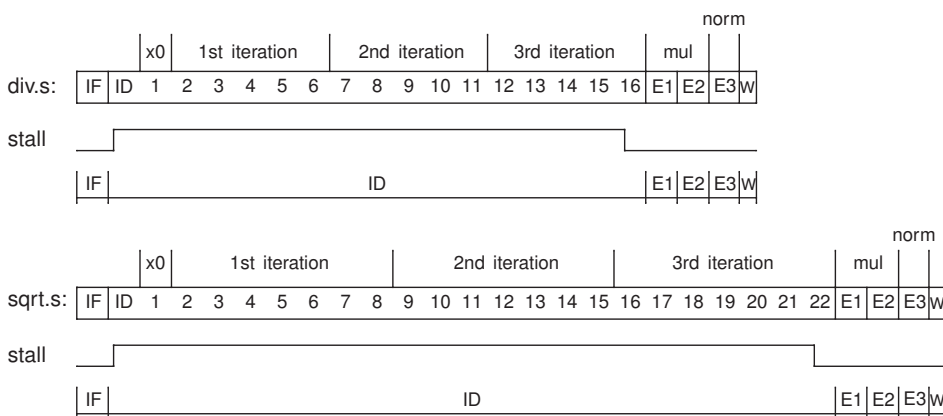 norm
x0 1st iteration 2nd iteration 3rd iteration mul
div.s: IF ID 1 2 3 4 5 6 7 8 9 10 11 12 13 14 15 16 E1 E2 E3 W
stall
IF ID E1 E2 E3 W
norm
x0 1st iteration 2nd iteration 3rd iteration mul
sqrt.s: IF ID 1 2 3 4 5 6 7 8 9 10 11 12 13 14 15 16 17 18 19 20 21 22 E1 E2 E3 W
stall
IF ID E1 E2 E3 W